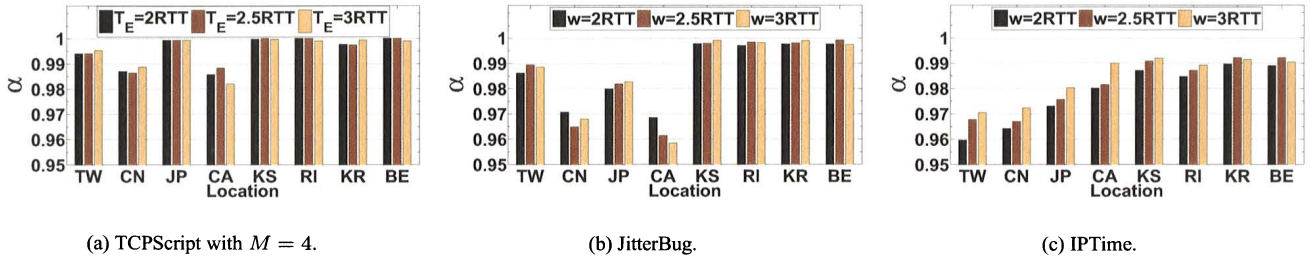 T_E=2RTT T_E=2.5RTT T_E=3RTT
α
1
0.99
0.98
0.97
0.96
0.95
TW CN JP CA KS RI KR BE
Location
(a) TCPScript with M = 4.
w=2RTT w=2.5RTT w=3RTT
α
1
0.99
0.98
0.97
0.96
0.95
TW CN JP CA KS RI KR BE
Location
(b) JitterBug.
w=2RTT w=2.5RTT w=3RTT
α
1
0.99
0.98
0.97
0.96
0.95
TW CN JP CA KS RI KR BE
Location
(c) IPTime.